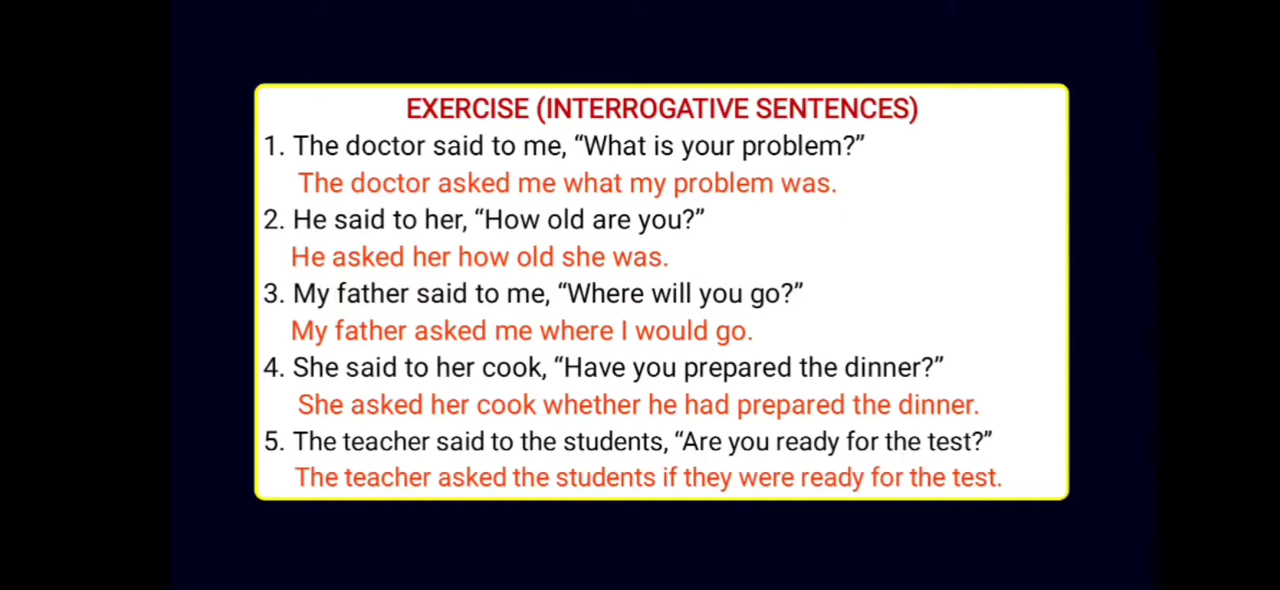 EXERCISE (INTERROGATIVE SENTENCES)
1. The doctor said to me, “What is your problem?”
The doctor asked me what my problem was.
2. He said to her, “How old are you?”
He asked her how old she was.
3. My father said to me, “Where will you go?”
My father asked me where I would go.
4. She said to her cook, “Have you prepared the dinner?”
She asked her cook whether he had prepared the dinner.
5. The teacher said to the students, “Are you ready for the test?”
The teacher asked the students if they were ready for the test.